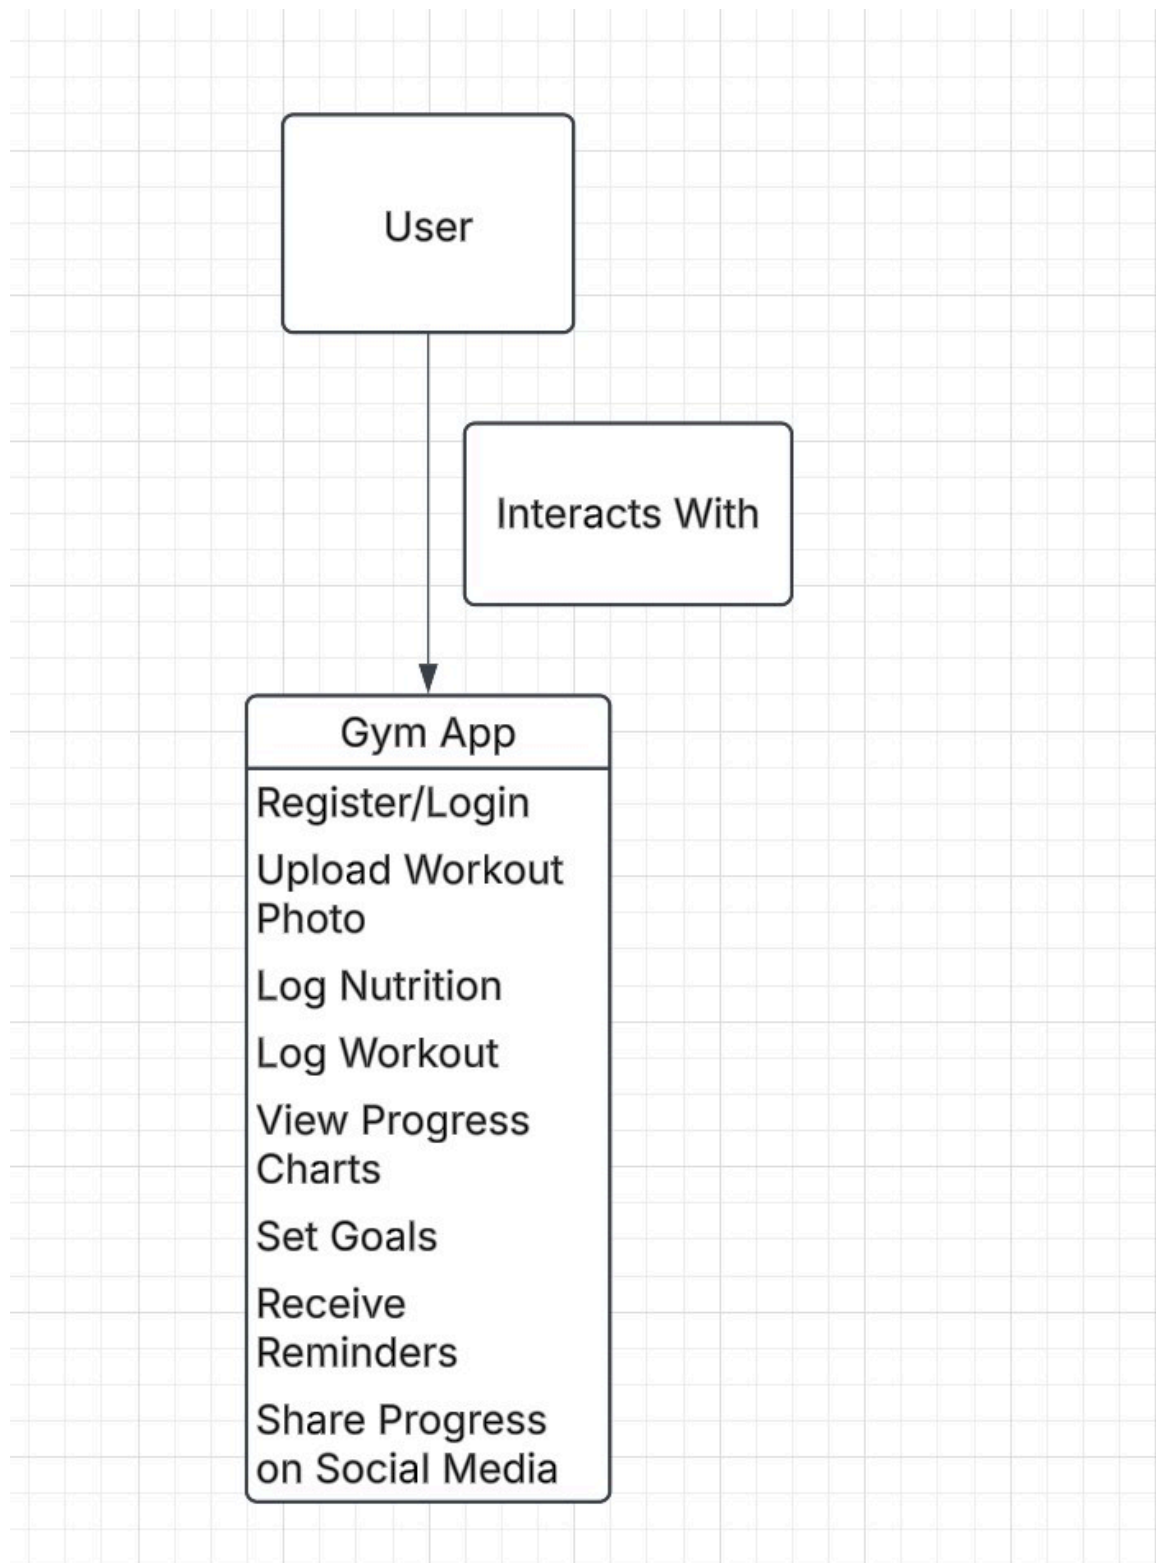 User
Interacts With
Gym App
Register/Login
Upload Workout
Photo
Log Nutrition
Log Workout
View Progress
Charts
Set Goals
Receive
Reminders
Share Progress
on Social Media